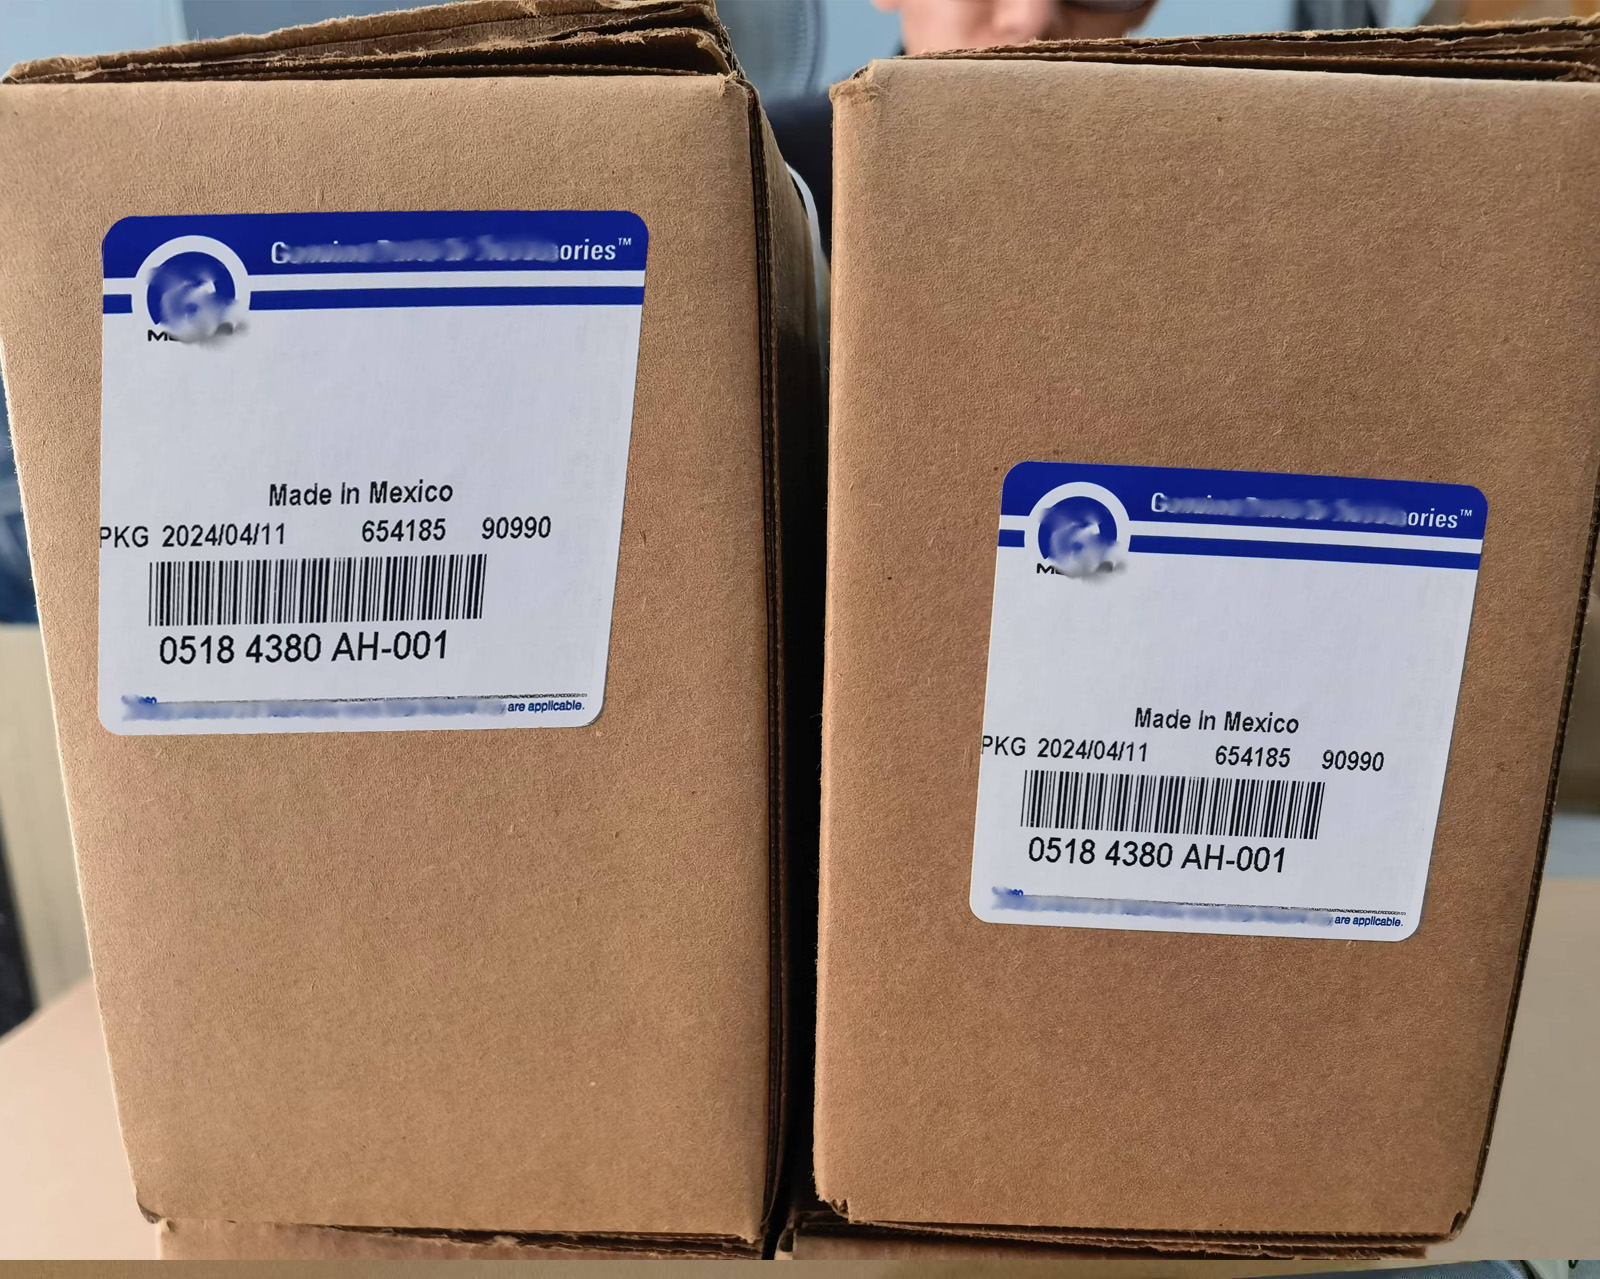 ories™
Made In Mexico
PKG 2024/04/11 654185 90990
0518 4380 AH-001
are applicable.
ories™
Made In Mexico
PKG 2024/04/11 654185 90990
0518 4380 AH-001
are applicable.